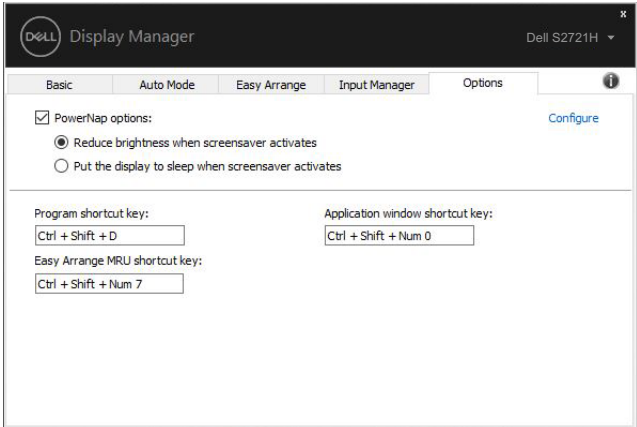 x
DELL Display Manager
Dell S2721H
Basic Auto Mode Easy Arrange Input Manager Options i
PowerNap options: Configure
Reduce brightness when screensaver activates
Put the display to sleep when screensaver activates
Program shortcut key: Application window shortcut key:
Ctrl + Shift + D Ctrl + Shift + Num 0
Easy Arrange MRU shortcut key:
Ctrl + Shift + Num 7